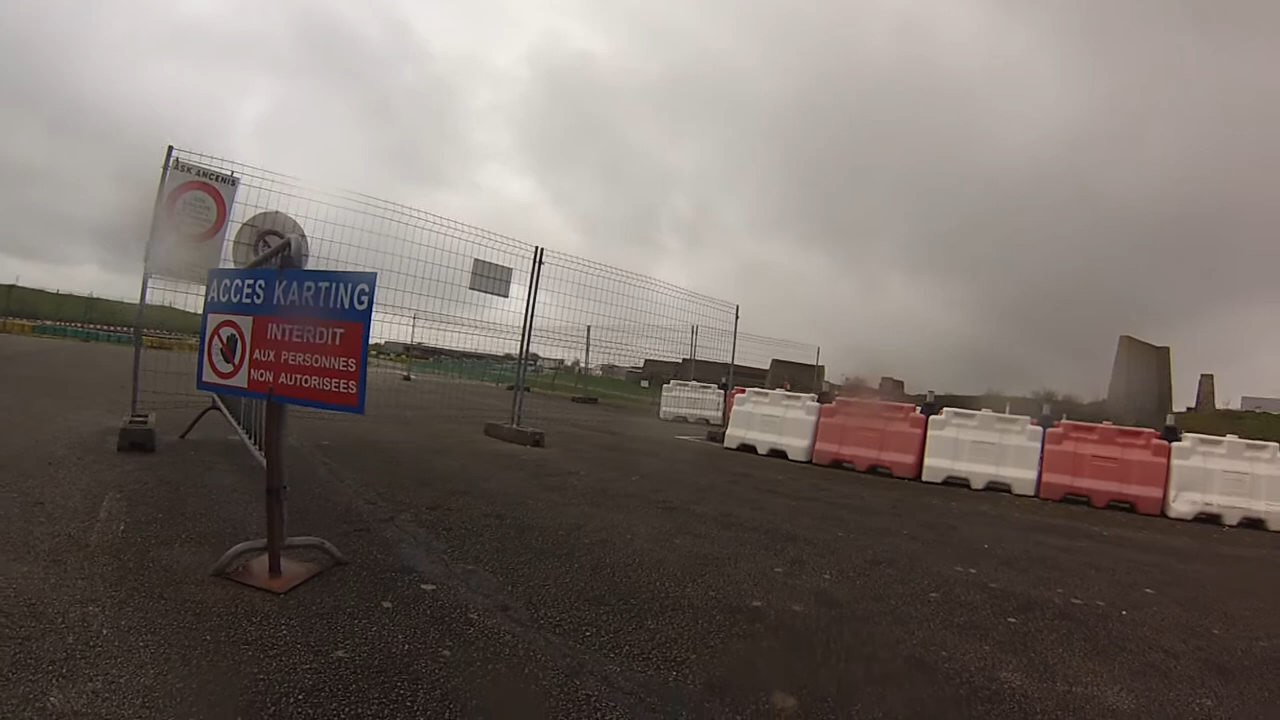 ASK ANCENIS
ACCES KARTING
INTERDIT
AUX PERSONNES
NON AUTORISEES